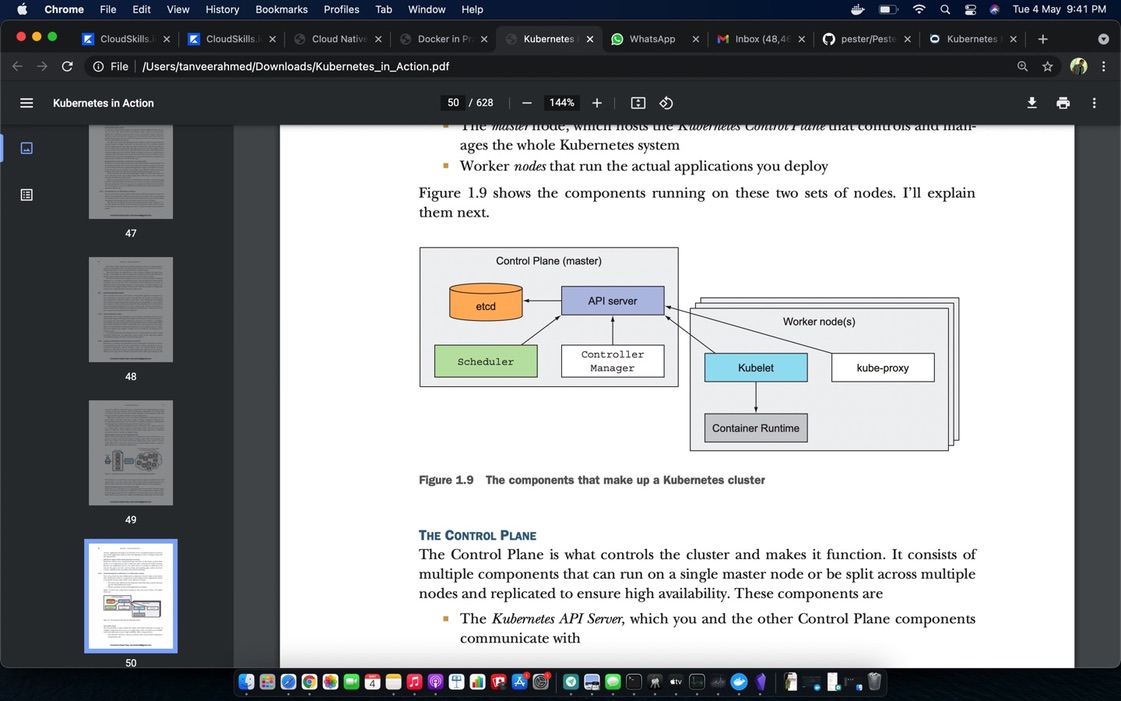 Chrome File Edit View History Bookmarks Profiles Tab Window Help Tue 4 May 9:41 PM
CloudSkills. CloudSkills. Cloud Native Docker in Pr Kubernetes WhatsApp Inbox (48,4 pester/Peste Kubernetes
File /Users/tanveerahmed/Downloads/Kubernetes_in_Action.pdf
Kubernetes in Action 50 / 628 144%
47
48
49
50
The master node, which hosts the Kubernetes Control Plane that controls and man-
ages the whole Kubernetes system
Worker nodes that run the actual applications you deploy
Figure 1.9 shows the components running on these two sets of nodes. I'll explain
them next.
Control Plane (master)
etcd
API server
Scheduler
Controller
Manager
Worker node(s)
Kubelet
kube-proxy
Container Runtime
Figure 1.9 The components that make up a Kubernetes cluster
THE CONTROL PLANE
The Control Plane is what controls the cluster and makes it function. It consists of
multiple components that can run on a single master node or be split across multiple
nodes and replicated to ensure high availability. These components are
The Kubernetes API Server, which you and the other Control Plane components
communicate with